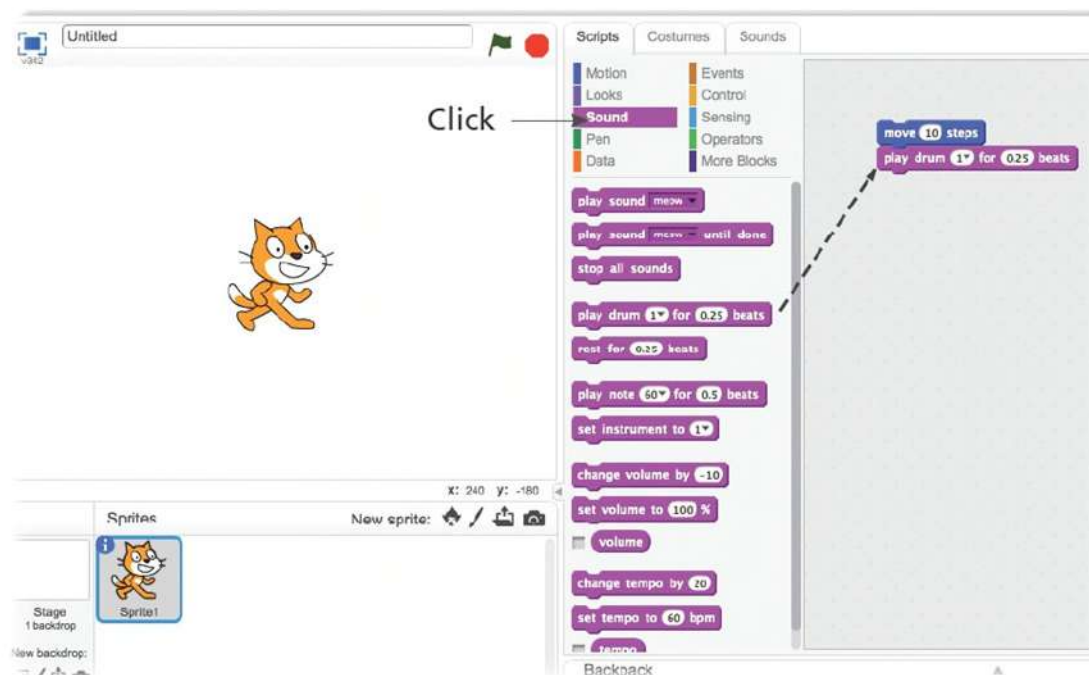 Untitled
v342
Click
Scripts Costumes Sounds
Motion Events
Looks Control
Sound Sensing
Pen Operators
Data More Blocks
move 10 steps
play drum 1 for 0.25 beats
play sound meow
play sound meow until done
stop all sounds
play drum 1 for 0.25 beats
rest for 0.25 beats
play note 60 for 0.5 beats
set instrument to 1
change volume by -10
set volume to 100 %
volume
change tempo by 20
set tempo to 60 bpm
tempo
x: 240 y: -180
Sprites New sprite:
Sprite1
Stage
1 backdrop
New backdrop:
Backpack